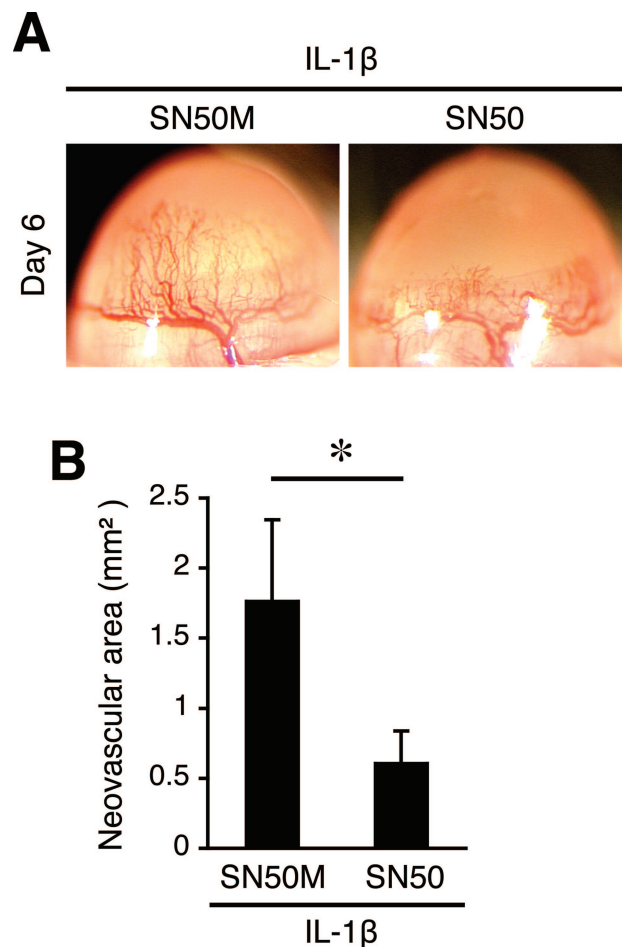 A
IL-1β
SN50M SN50
Day 6
B
*
Neovascular area (mm²)
2.5
2
1.5
1
0.5
0
SN50M SN50
IL-1β